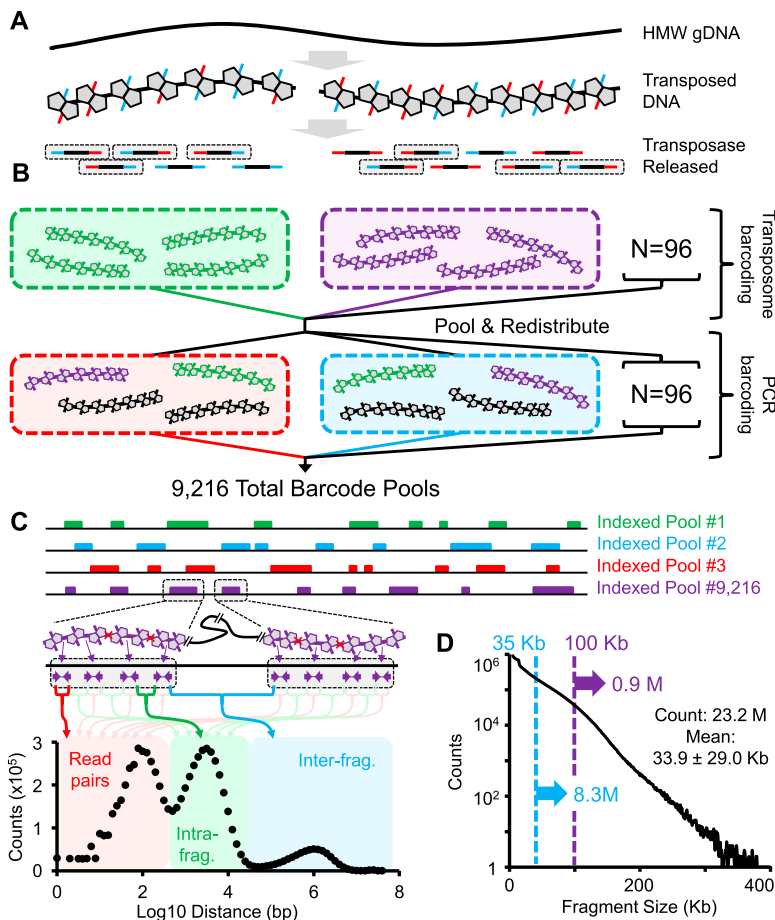 A
HMW gDNA
Transposed
DNA
Transposase
Released
B
N=96
Transposome
barcoding
Pool & Redistribute
N=96
PCR
barcoding
9,216 Total Barcode Pools
C
Indexed Pool #1
Indexed Pool #2
Indexed Pool #3
Indexed Pool #9,216
Read
pairs
Intra-
frag.
Inter-frag.
Counts (x10⁵)
3
2
1
0
0
2
4
6
8
Log10 Distance (bp)
D
35 Kb
100 Kb
0.9 M
8.3M
Count: 23.2 M
Mean:
33.9 ± 29.0 Kb
Counts
10⁶
10⁴
10²
1
0
200
400
Fragment Size (Kb)